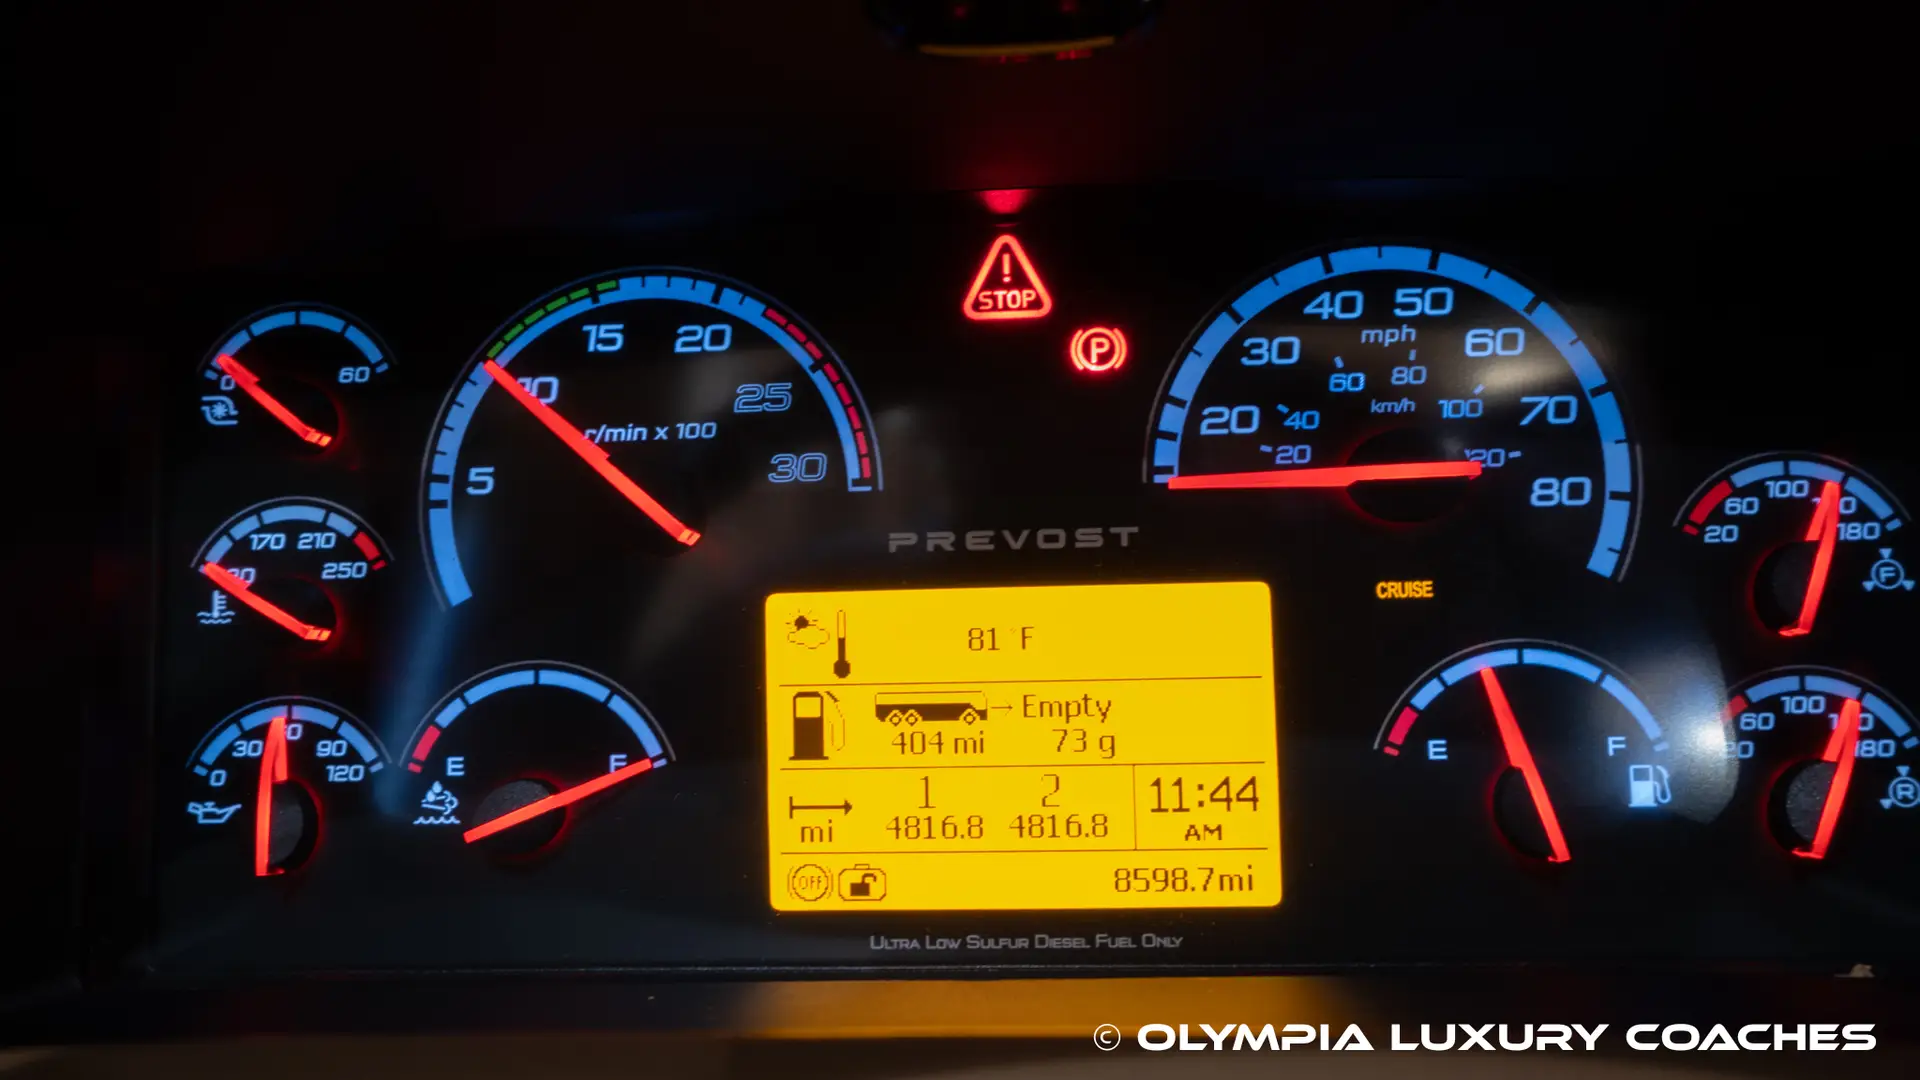 STOP
P
0
60
5
15
20
25
30
r/min x 100
20
30
40
50
60
70
80
mph
20
40
60
80
100
120
km/h
170 210
250
20
60
100
180
F
PREVOST
CRUISE
81 °F
Empty
404 mi
73 g
1
2
11:44
mi
4816.8
4816.8
AM
OFF
8598.7mi
0
30
90
120
E
F
E
F
60
100
180
R
ULTRA LOW SULFUR DIESEL FUEL ONLY
© OLYMPIA LUXURY COACHES